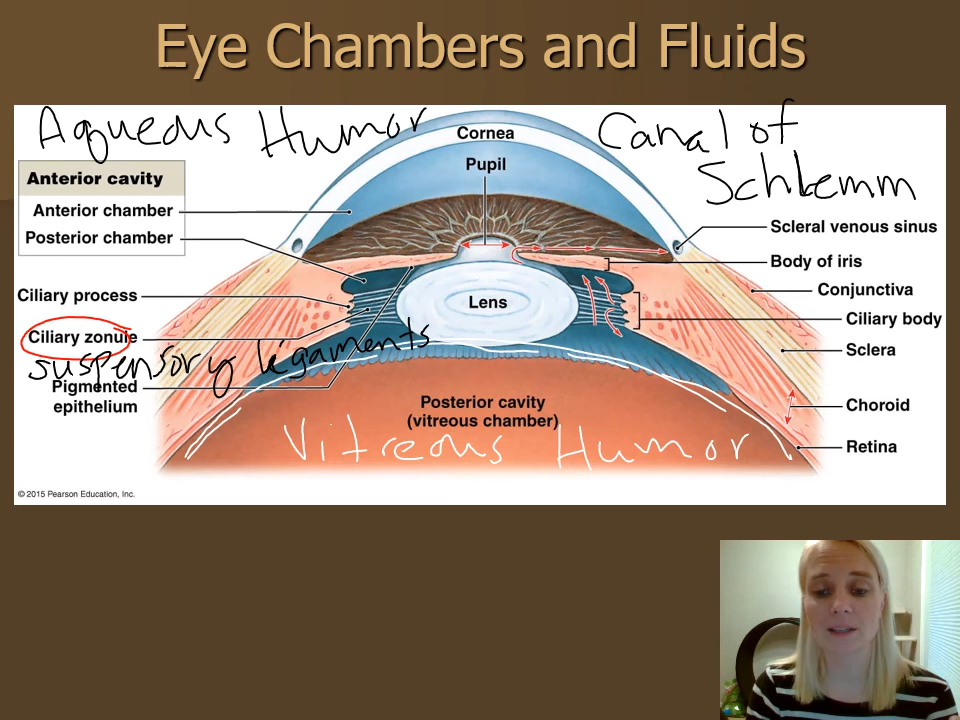 Eye Chambers and Fluids
Aqueous Humor
Canal of
Schlemm
Cornea
Pupil
Anterior cavity
Anterior chamber
Posterior chamber
Ciliary process
Ciliary zonule
suspensory ligaments
Pigmented
epithelium
Lens
Scleral venous sinus
Body of iris
Conjunctiva
Ciliary body
Sclera
Choroid
Retina
Posterior cavity
(vitreous chamber)
Vitreous Humor
© 2015 Pearson Education, Inc.